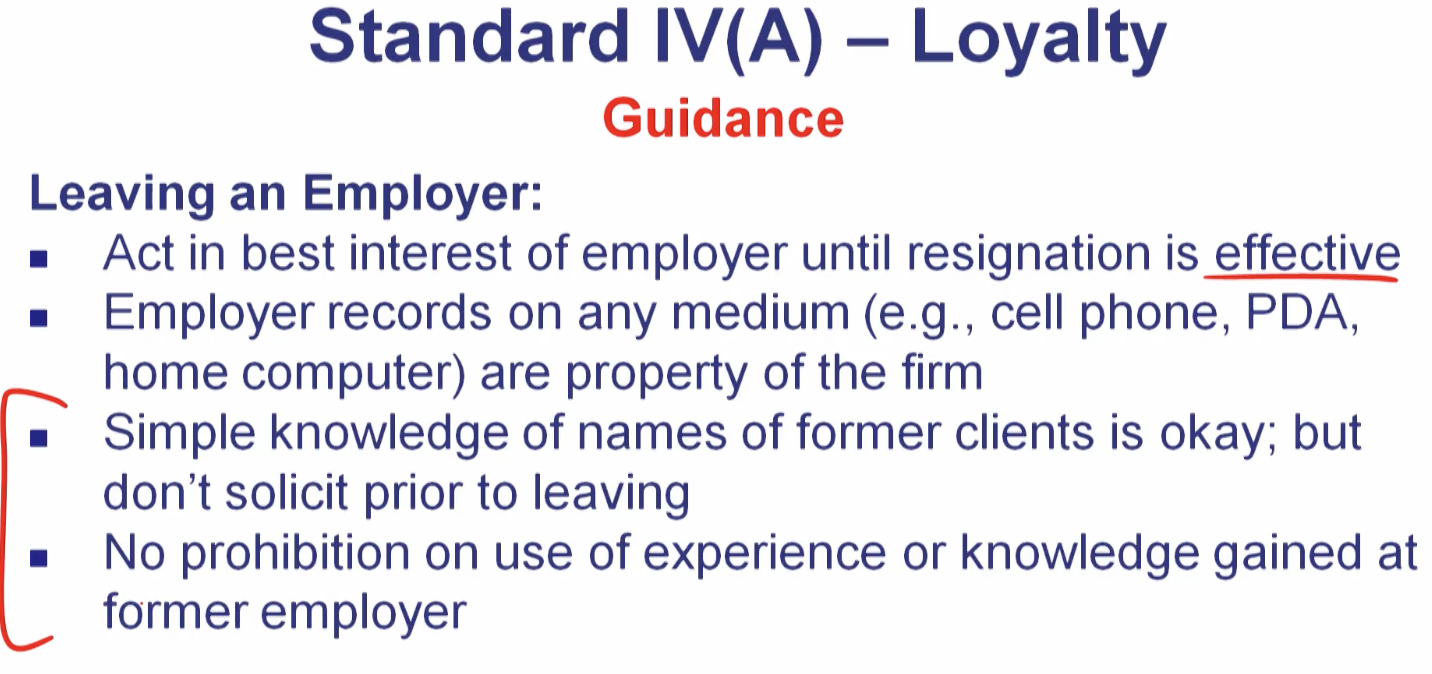 Standard IV(A) – Loyalty
Guidance
Leaving an Employer:
▪ Act in best interest of employer until resignation is effective
▪ Employer records on any medium (e.g., cell phone, PDA,
home computer) are property of the firm
▪ Simple knowledge of names of former clients is okay; but
don't solicit prior to leaving
▪ No prohibition on use of experience or knowledge gained at
former employer